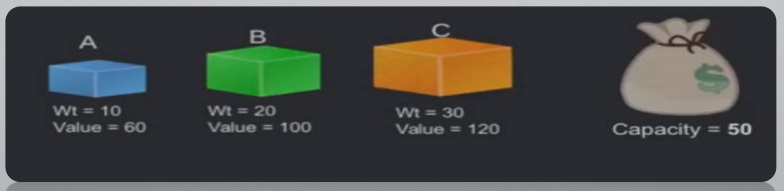 A
Wt = 10
Value = 60
B
Wt = 20
Value = 100
C
Wt = 30
Value = 120
$
Capacity = 50